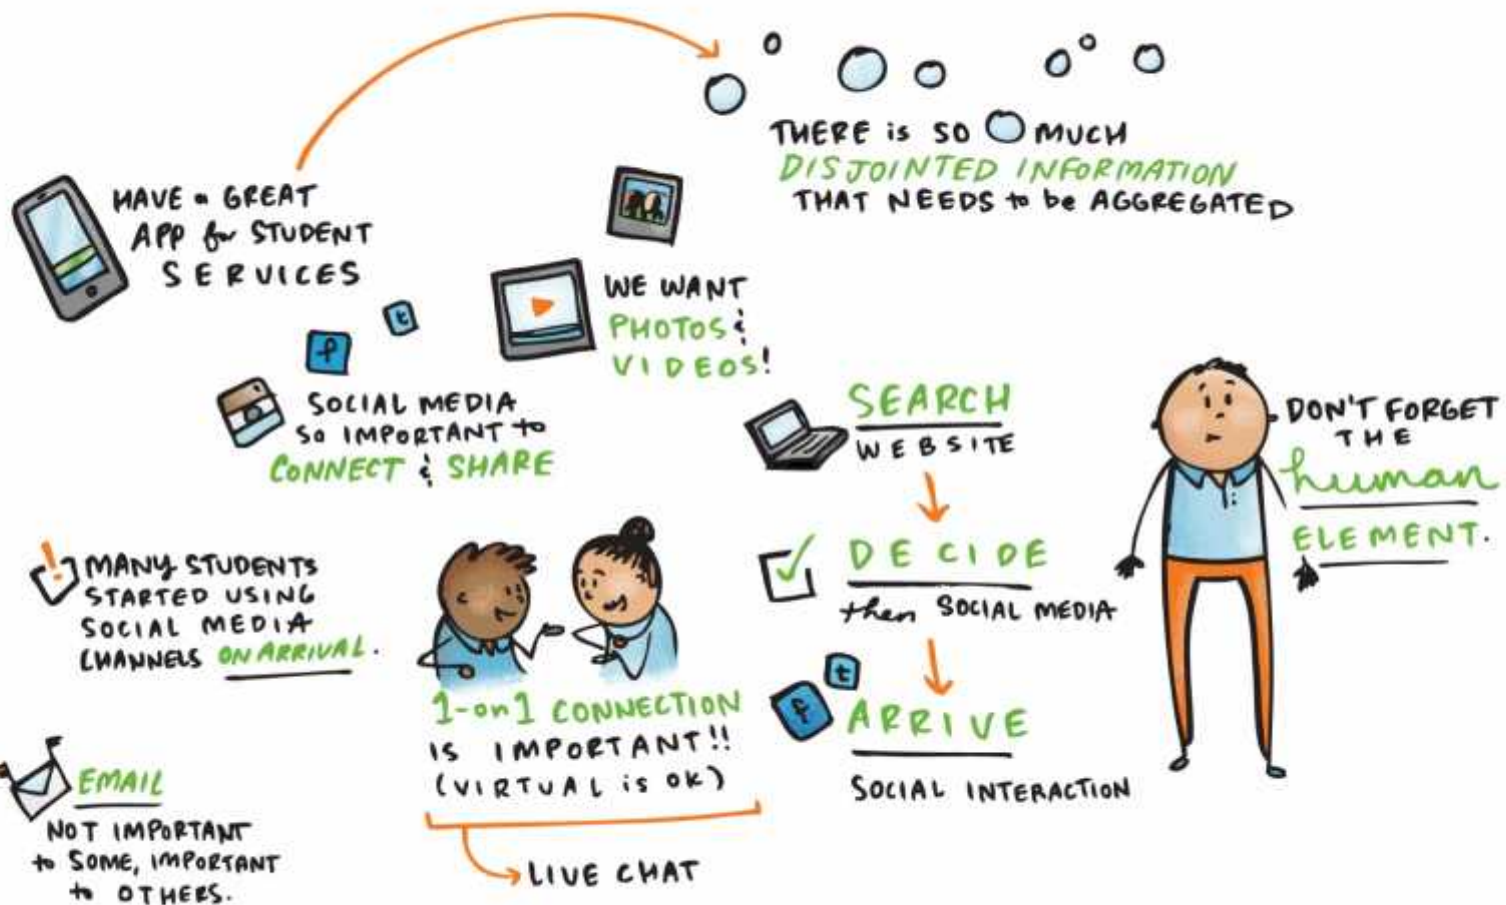 HAVE a GREAT
APP for STUDENT
SERVICES
THERE is SO MUCH
DISJOINTED INFORMATION
THAT NEEDS to be AGGREGATED
WE WANT
PHOTOS &
VIDEOS!
f
t
SOCIAL MEDIA
SO IMPORTANT to
CONNECT & SHARE
SEARCH
WEBSITE
DECIDE
then SOCIAL MEDIA
f
t
ARRIVE
SOCIAL INTERACTION
DON'T FORGET
THE
human
ELEMENT.
! MANY STUDENTS
STARTED USING
SOCIAL MEDIA
CHANNELS ON ARRIVAL.
1-on1 CONNECTION
IS IMPORTANT!!
(VIRTUAL is OK)
LIVE CHAT
EMAIL
NOT IMPORTANT
to SOME, IMPORTANT
to OTHERS.